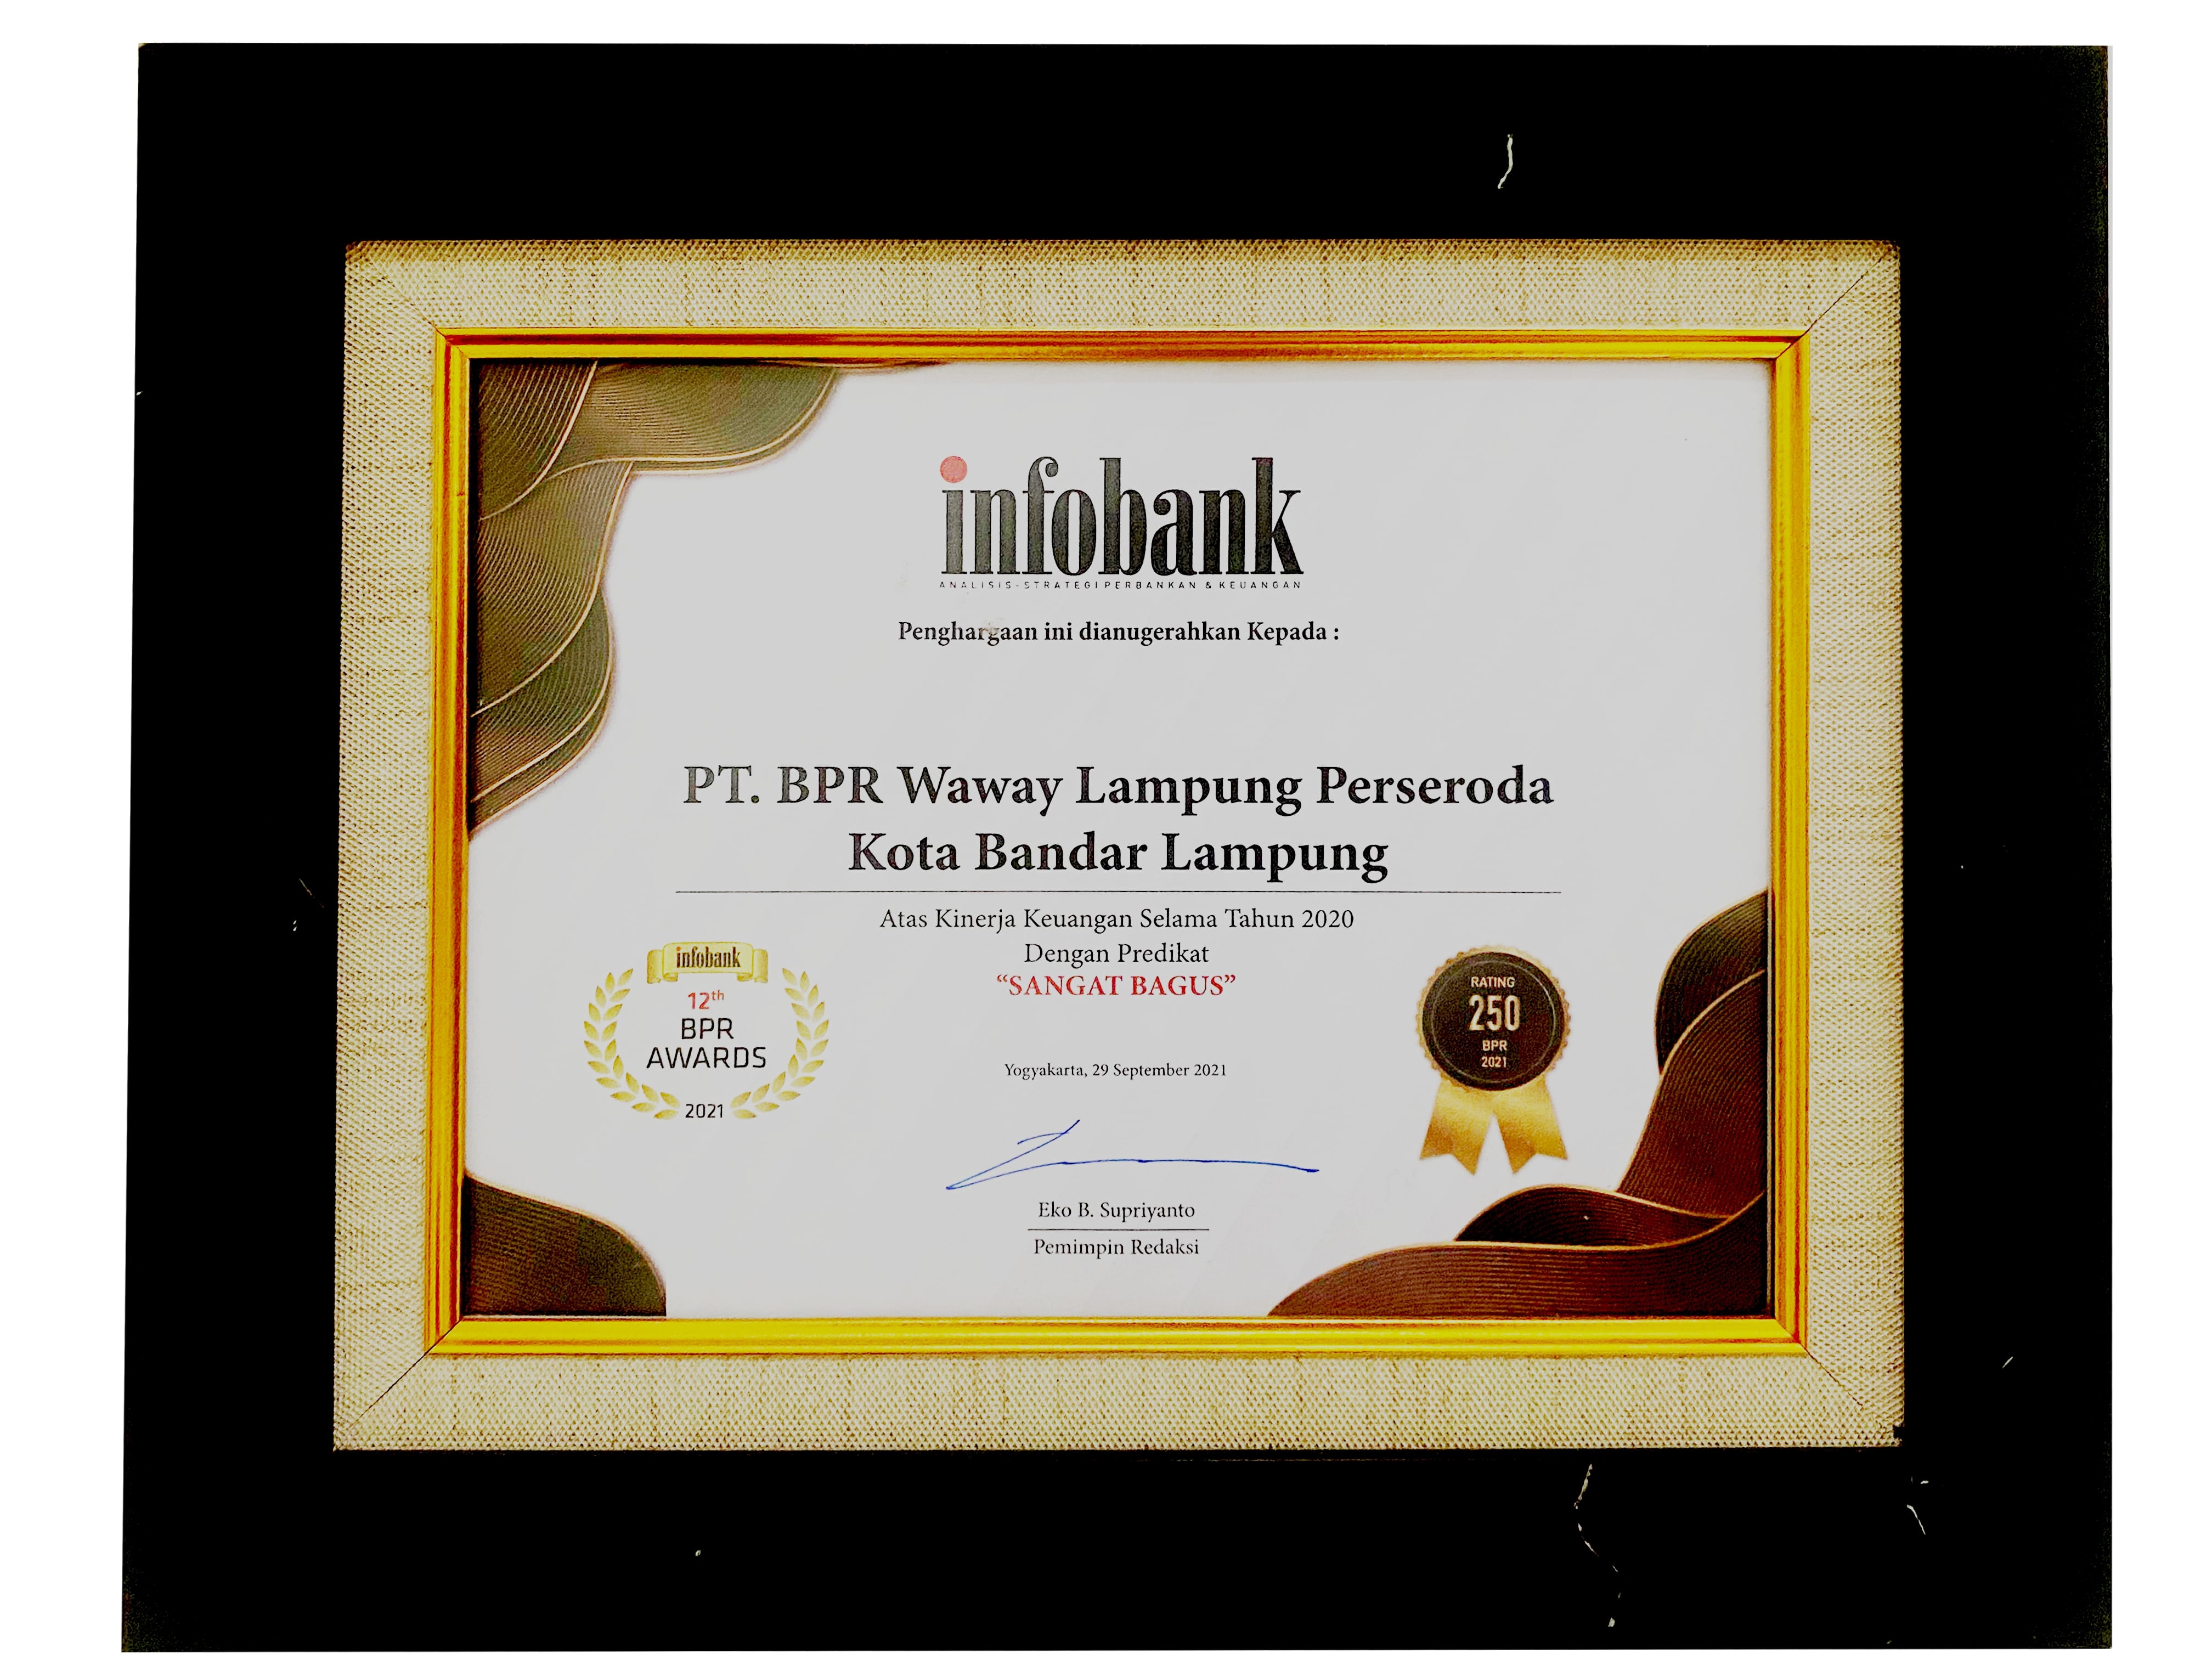 infobank
ANALISIS-STRATEGI PERBANKAN & KEUANGAN
Penghargaan ini dianugerahkan Kepada :
PT. BPR Waway Lampung Perseroda
Kota Bandar Lampung
Atas Kinerja Keuangan Selama Tahun 2020
Dengan Predikat
“SANGAT BAGUS”
infobank
12th
BPR
AWARDS
2021
RATING
250
BPR
2021
Yogyakarta, 29 September 2021
Eko B. Supriyanto
Pemimpin Redaksi